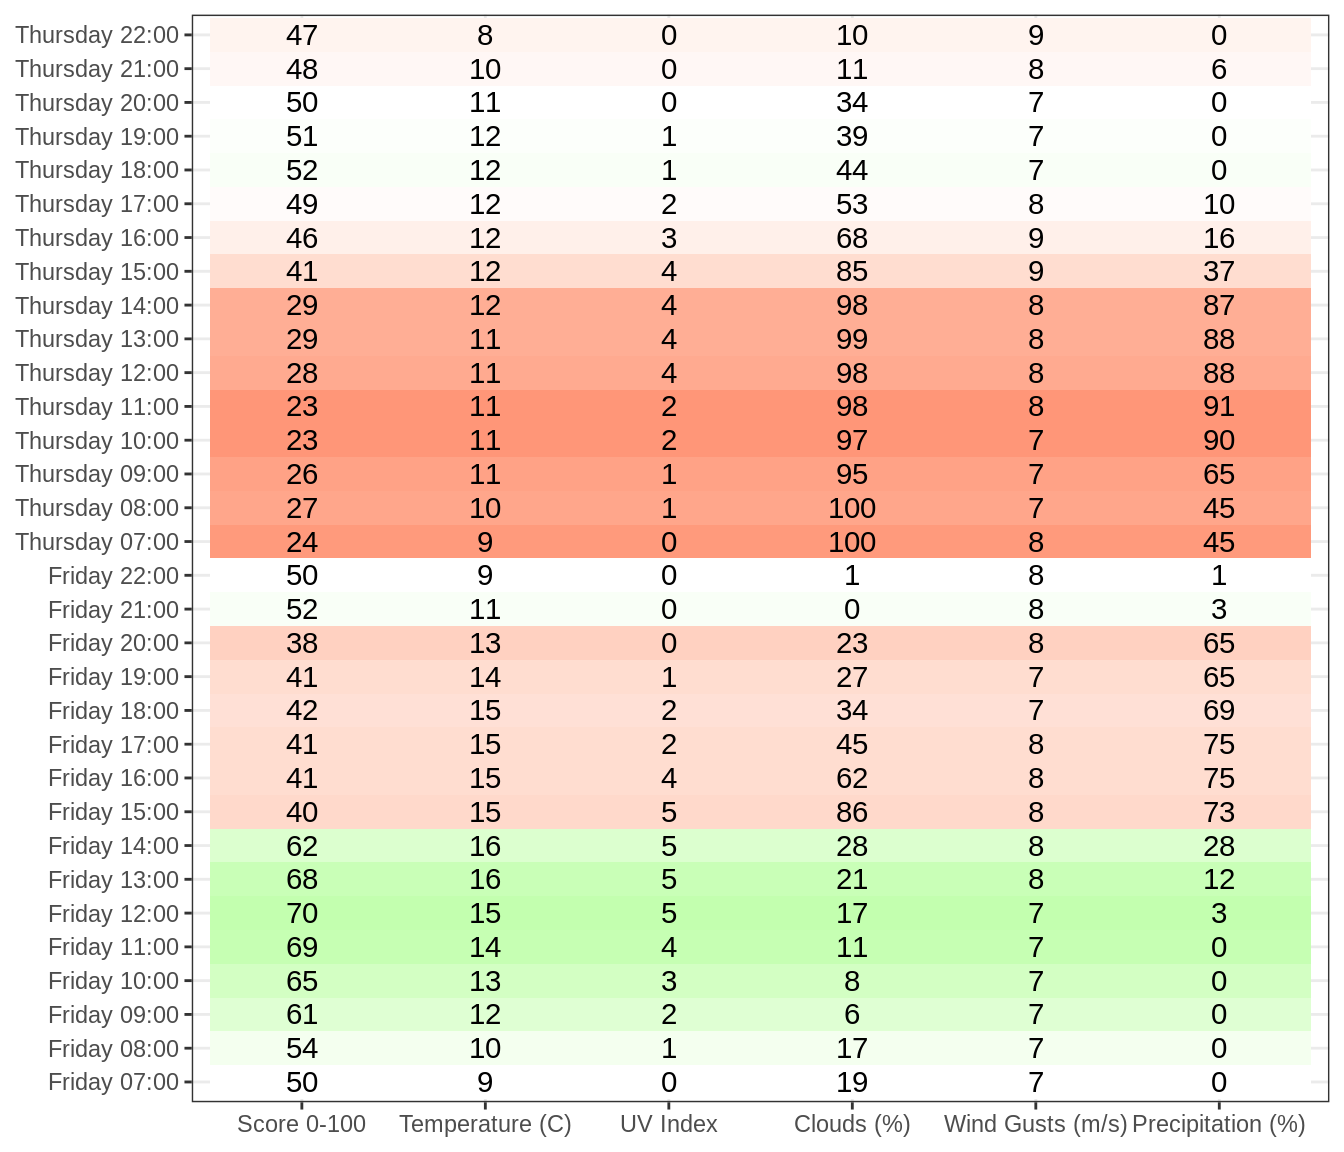 Thursday 22:00 47 8 0 10 9 0
Thursday 21:00 48 10 0 11 8 6
Thursday 20:00 50 11 0 34 7 0
Thursday 19:00 51 12 1 39 7 0
Thursday 18:00 52 12 1 44 7 0
Thursday 17:00 49 12 2 53 8 10
Thursday 16:00 46 12 3 68 9 16
Thursday 15:00 41 12 4 85 9 37
Thursday 14:00 29 12 4 98 8 87
Thursday 13:00 29 11 4 99 8 88
Thursday 12:00 28 11 4 98 8 88
Thursday 11:00 23 11 2 98 8 91
Thursday 10:00 23 11 2 97 7 90
Thursday 09:00 26 11 1 95 7 65
Thursday 08:00 27 10 1 100 7 45
Thursday 07:00 24 9 0 100 8 45
Friday 22:00 50 9 0 1 8 1
Friday 21:00 52 11 0 0 8 3
Friday 20:00 38 13 0 23 8 65
Friday 19:00 41 14 1 27 7 65
Friday 18:00 42 15 2 34 7 69
Friday 17:00 41 15 2 45 8 75
Friday 16:00 41 15 4 62 8 75
Friday 15:00 40 15 5 86 8 73
Friday 14:00 62 16 5 28 8 28
Friday 13:00 68 16 5 21 8 12
Friday 12:00 70 15 5 17 7 3
Friday 11:00 69 14 4 11 7 0
Friday 10:00 65 13 3 8 7 0
Friday 09:00 61 12 2 6 7 0
Friday 08:00 54 10 1 17 7 0
Friday 07:00 50 9 0 19 7 0
Score 0-100 Temperature (C) UV Index Clouds (%) Wind Gusts (m/s) Precipitation (%)